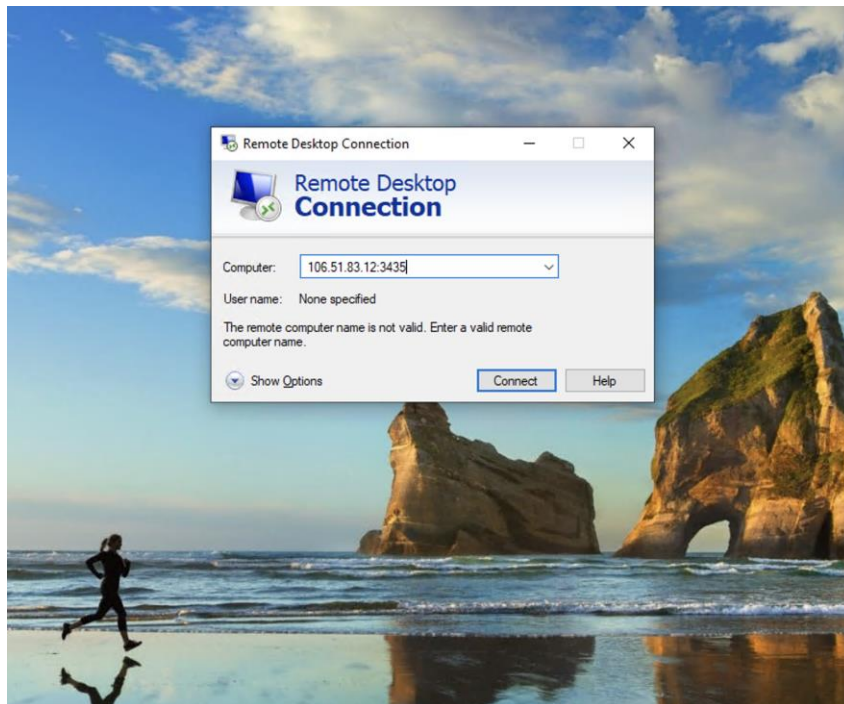 Remote Desktop Connection
Remote Desktop
Connection
Computer: 106.51.83.12:3435
User name: None specified
The remote computer name is not valid. Enter a valid remote
computer name.
Show Options Connect Help